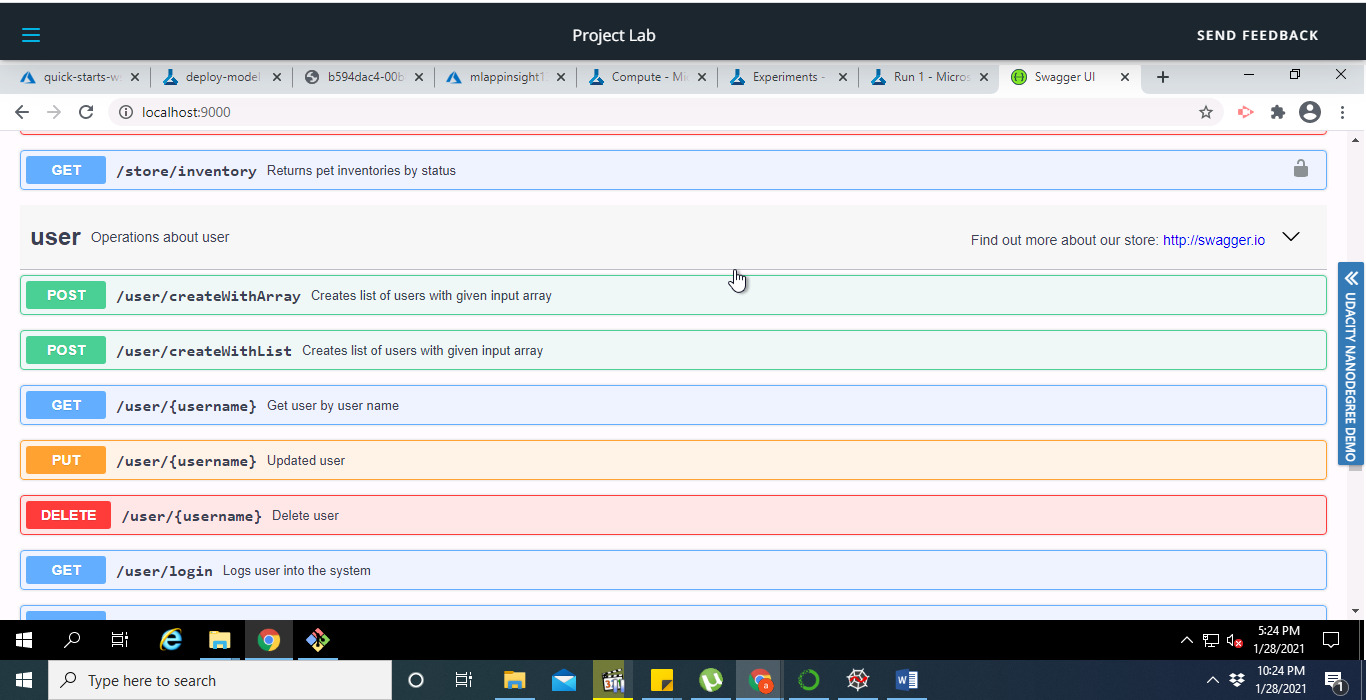 Project Lab
SEND FEEDBACK
quick-starts-ws
deploy-model
b594dac4-00b
mlappinsight1
Compute - Mi
Experiments -
Run 1 - Micros
Swagger UI
localhost:9000
GET /store/inventory Returns pet inventories by status
user Operations about user
Find out more about our store: http://swagger.io
POST /user/createWithArray Creates list of users with given input array
POST /user/createWithList Creates list of users with given input array
GET /user/{username} Get user by user name
PUT /user/{username} Updated user
DELETE /user/{username} Delete user
GET /user/login Logs user into the system
UDACITY NANODEGREE DEMO
5:24 PM
1/28/2021
Type here to search
10:24 PM
1/28/2021
1